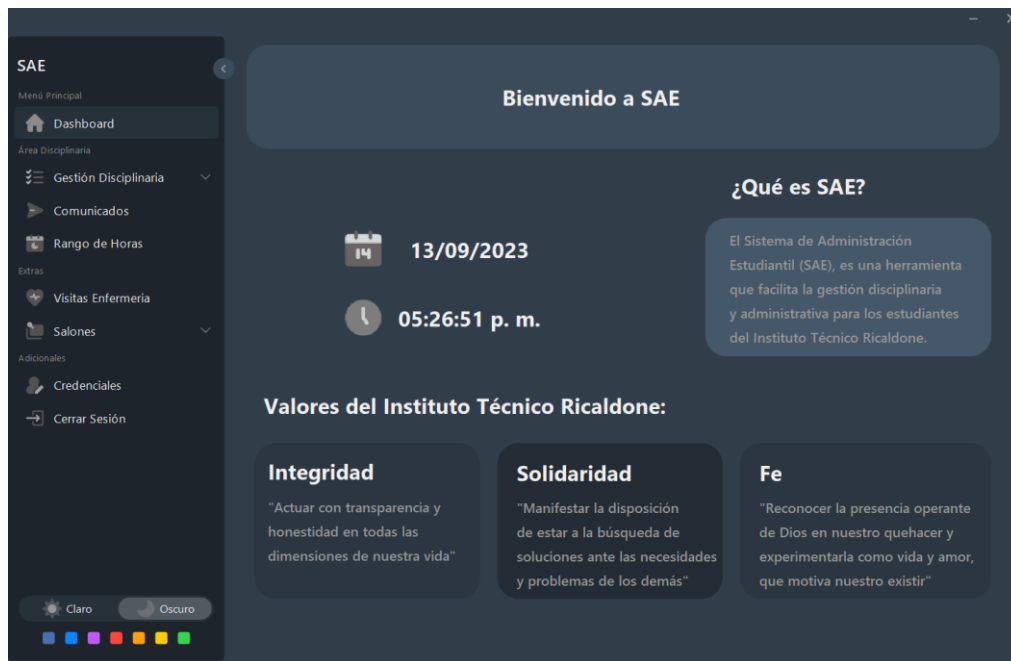 SAE
Menú Principal
Dashboard
Área Disciplinaria
Gestión Disciplinaria
Comunicados
Rango de Horas
Extras
Visitas Enfermeria
Salones
Adicionales
Credenciales
Cerrar Sesión
Claro
Oscuro
Bienvenido a SAE
14
13/09/2023
05:26:51 p. m.
¿Qué es SAE?
El Sistema de Administración
Estudiantil (SAE), es una herramienta
que facilita la gestión disciplinaria
y administrativa para los estudiantes
del Instituto Técnico Ricaldone.
Valores del Instituto Técnico Ricaldone:
Integridad
"Actuar con transparencia y
honestidad en todas las
dimensiones de nuestra vida"
Solidaridad
"Manifestar la disposición
de estar a la búsqueda de
soluciones ante las necesidades
y problemas de los demás"
Fe
"Reconocer la presencia operante
de Dios en nuestro quehacer y
experimentarla como vida y amor,
que motiva nuestro existir"